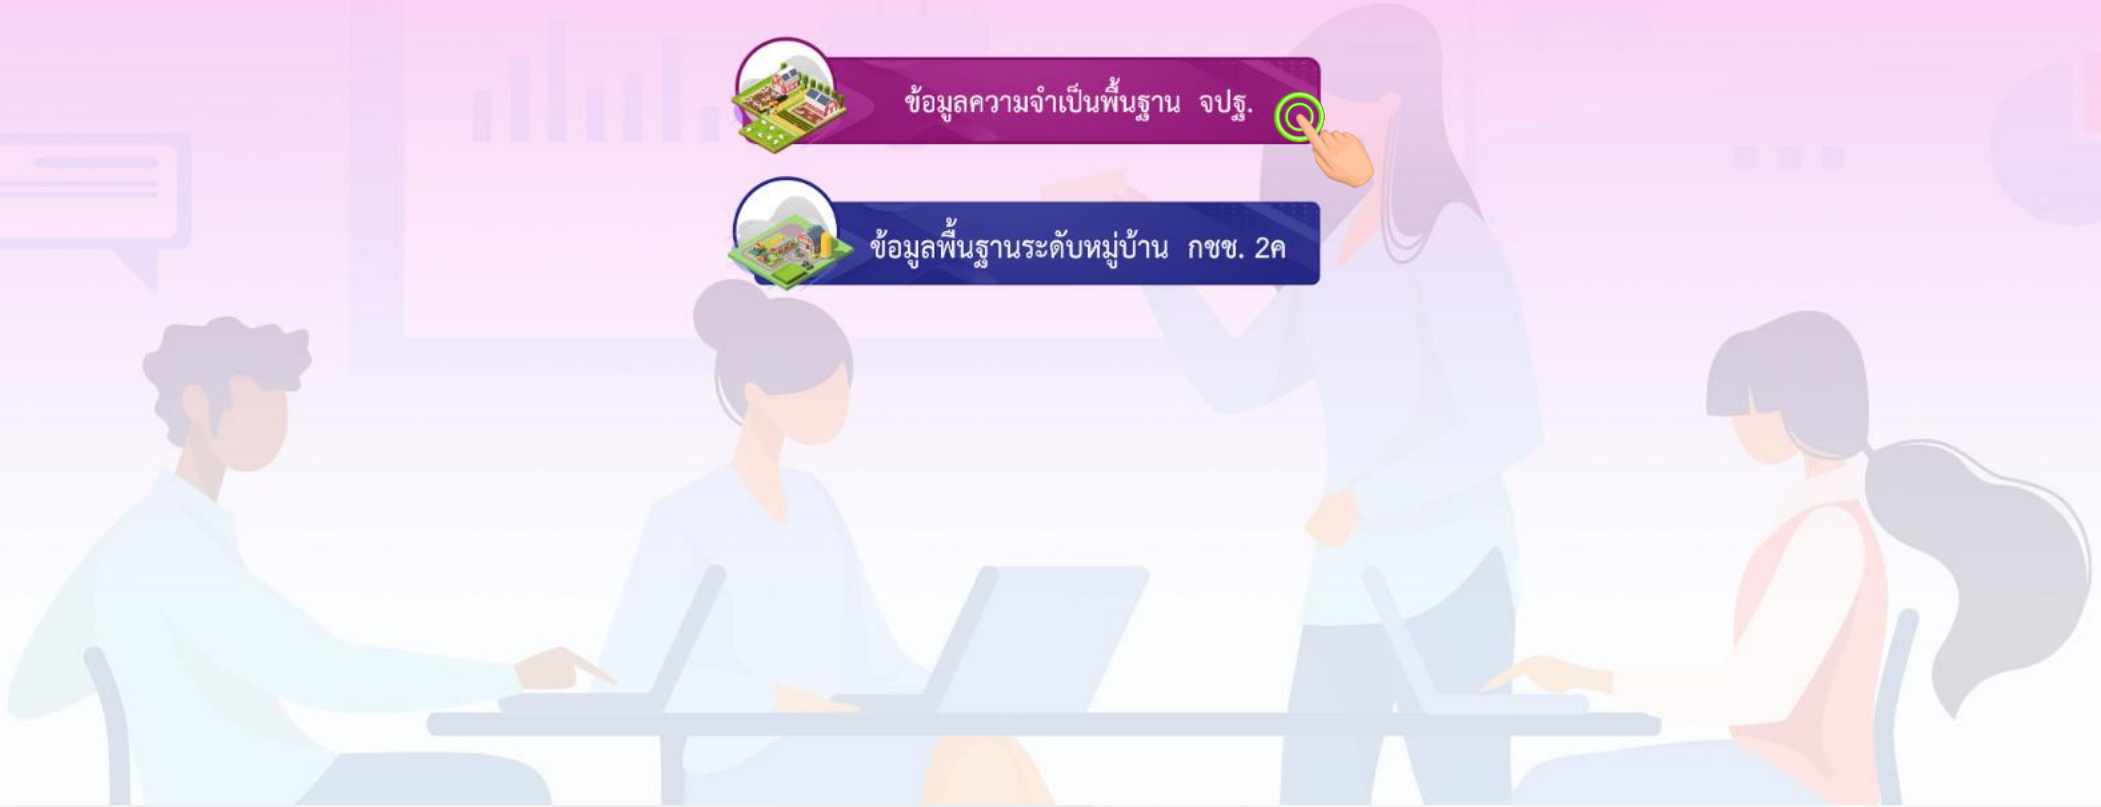 ข้อมูลความจำเป็นพื้นฐาน จปฐ.
ข้อมูลพื้นฐานระดับหมู่บ้าน กชช. 2ค